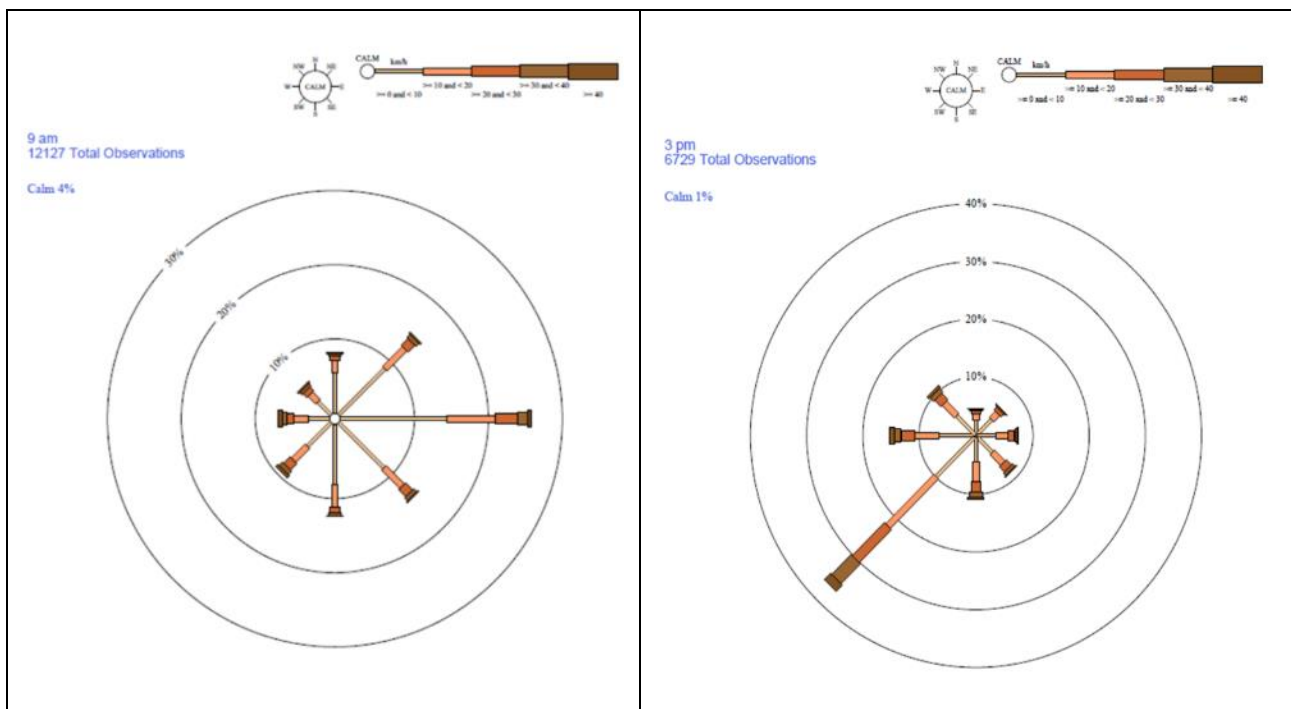 CALM
km/h
N
NW
NE
>= 10 and < 20
>= 30 and < 40
W
CALM
E
>= 0 and < 10
>= 20 and < 30
>= 40
SW
SE
S
9 am
12127 Total Observations
Calm 4%
30%
20%
10%
CALM
km/h
N
NW
NE
>= 10 and < 20
>= 30 and < 40
W
CALM
E
>= 0 and < 10
>= 20 and < 30
>= 40
SW
SE
S
3 pm
6729 Total Observations
Calm 1%
40%
30%
20%
10%